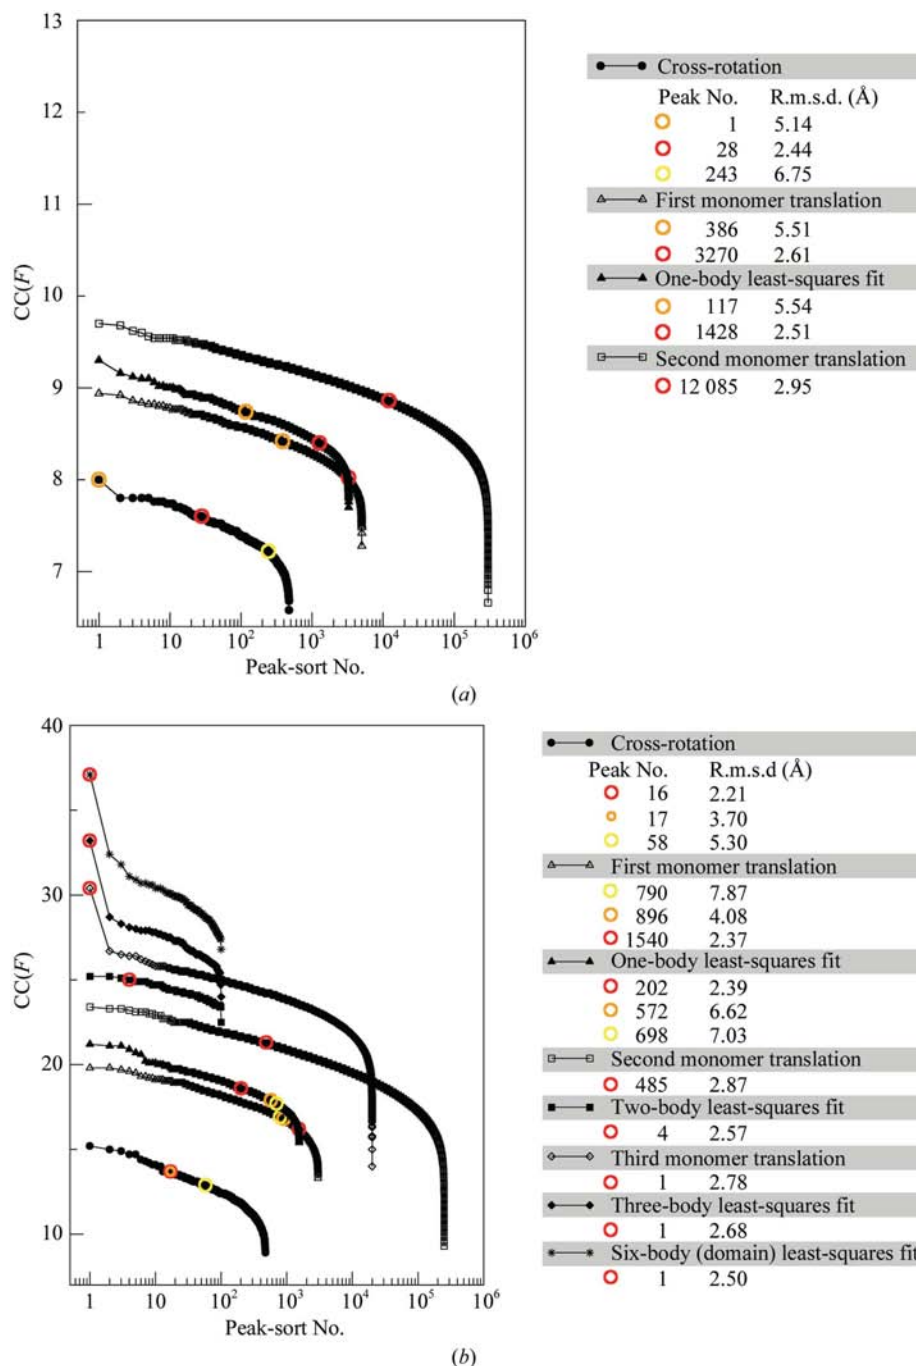 13
12
11
10
9
8
7
CC(F)
1 10 10² 10³ 10⁴ 10⁵ 10⁶
Peak-sort No.
Cross-rotation
Peak No. R.m.s.d. (Å)
1 5.14
28 2.44
243 6.75
First monomer translation
386 5.51
3270 2.61
One-body least-squares fit
117 5.54
1428 2.51
Second monomer translation
12 085 2.95
(a)
40
30
20
10
CC(F)
1 10 10² 10³ 10⁴ 10⁵ 10⁶
Peak-sort No.
Cross-rotation
Peak No. R.m.s.d (Å)
16 2.21
17 3.70
58 5.30
First monomer translation
790 7.87
896 4.08
1540 2.37
One-body least-squares fit
202 2.39
572 6.62
698 7.03
Second monomer translation
485 2.87
Two-body least-squares fit
4 2.57
Third monomer translation
1 2.78
Three-body least-squares fit
1 2.68
Six-body (domain) least-squares fit
1 2.50
(b)